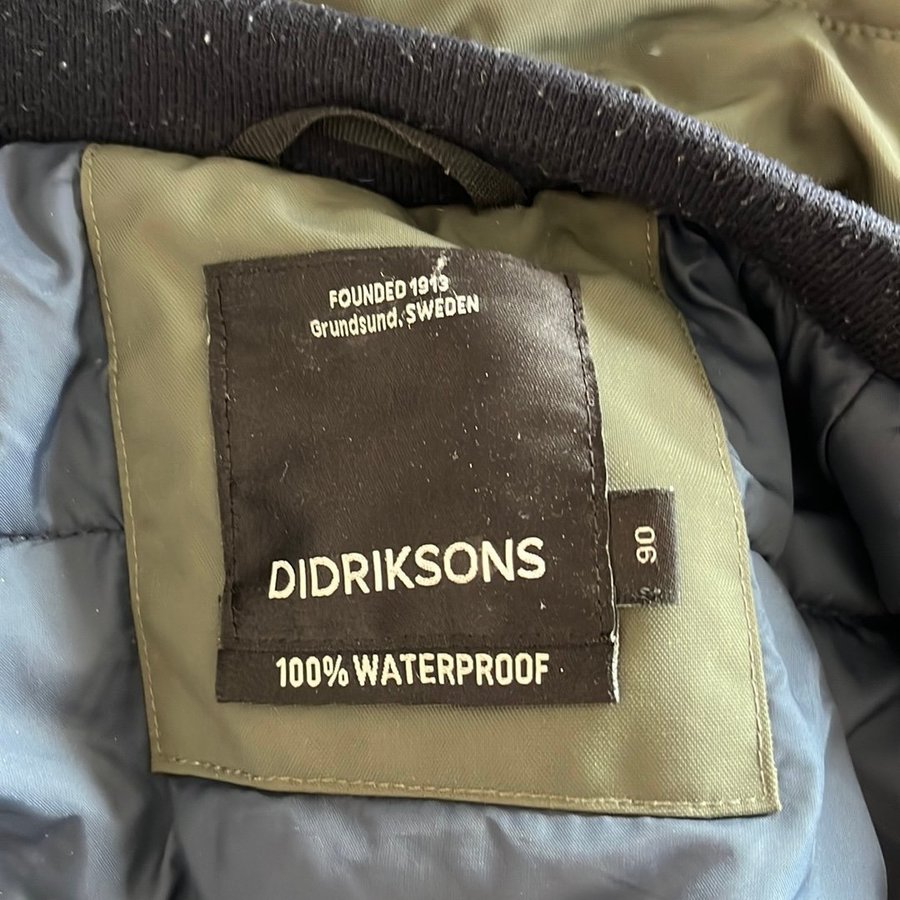 FOUNDED 1913
Grundsund, SWEDEN
DIDRIKSONS
90
100% WATERPROOF